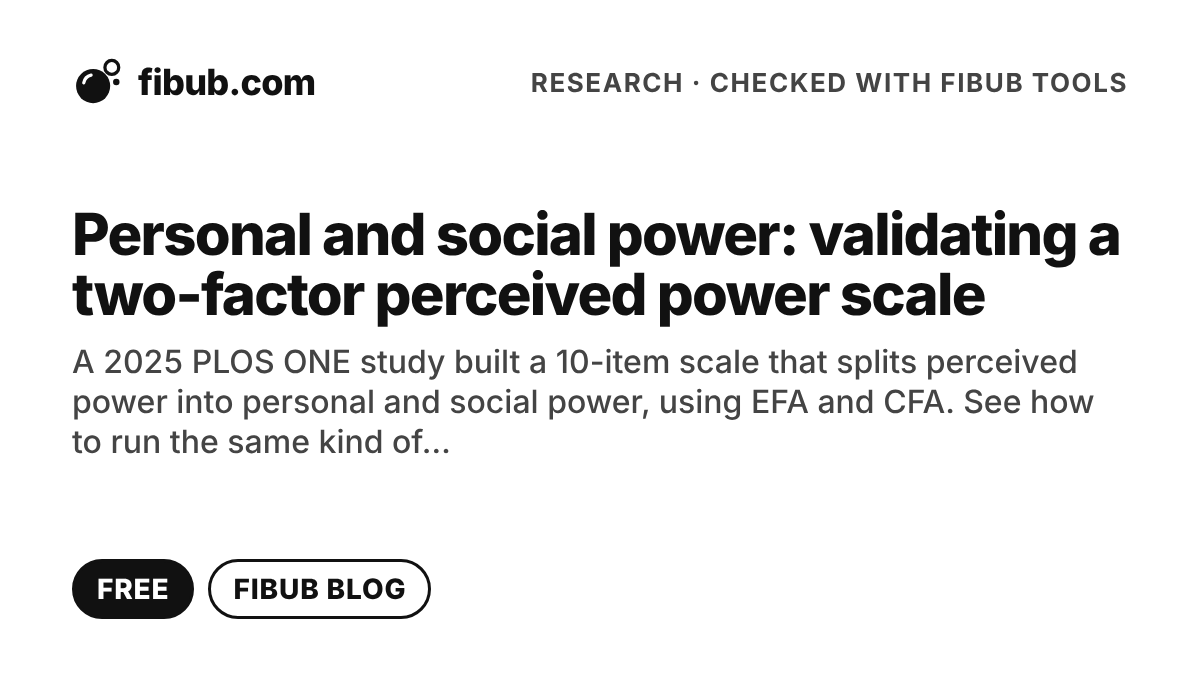 fibub.com
RESEARCH · CHECKED WITH FIBUB TOOLS
Personal and social power: validating a
two-factor perceived power scale
A 2025 PLOS ONE study built a 10-item scale that splits perceived
power into personal and social power, using EFA and CFA. See how
to run the same kind of...
FREE
FIBUB BLOG